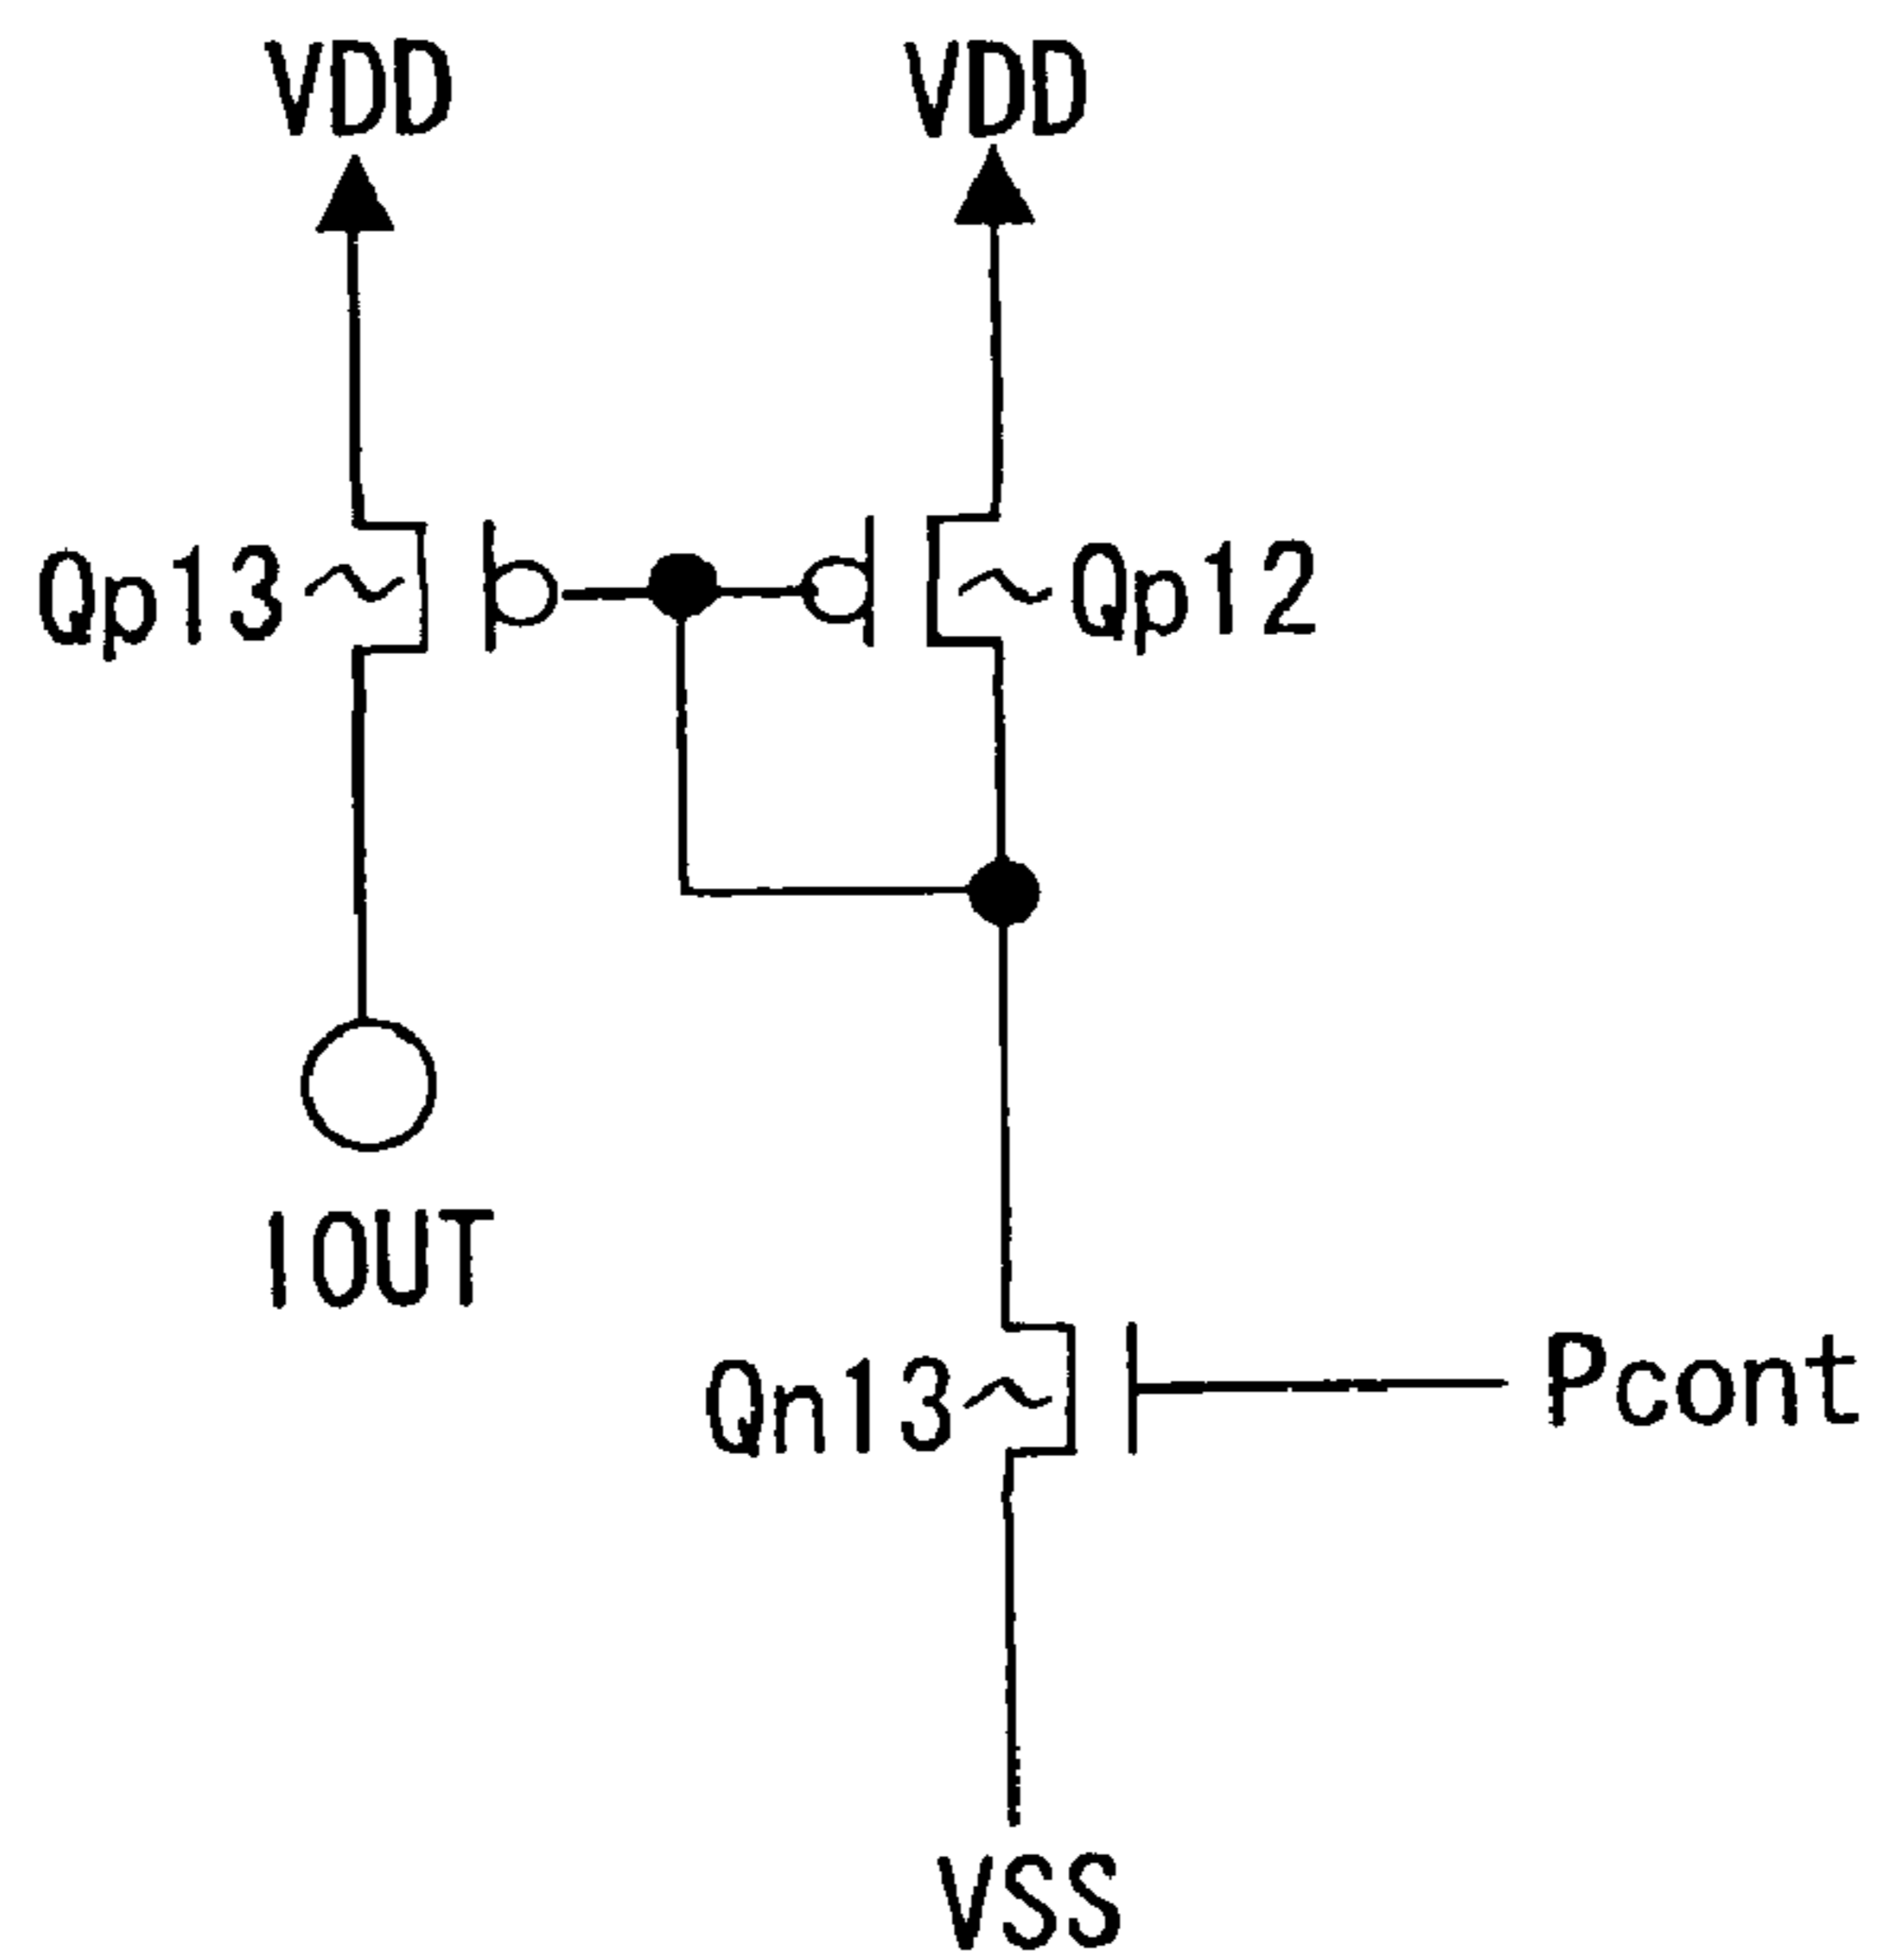 VDD
VDD
Qp13
Qp12
IOUT
Qn13
Pcont
VSS